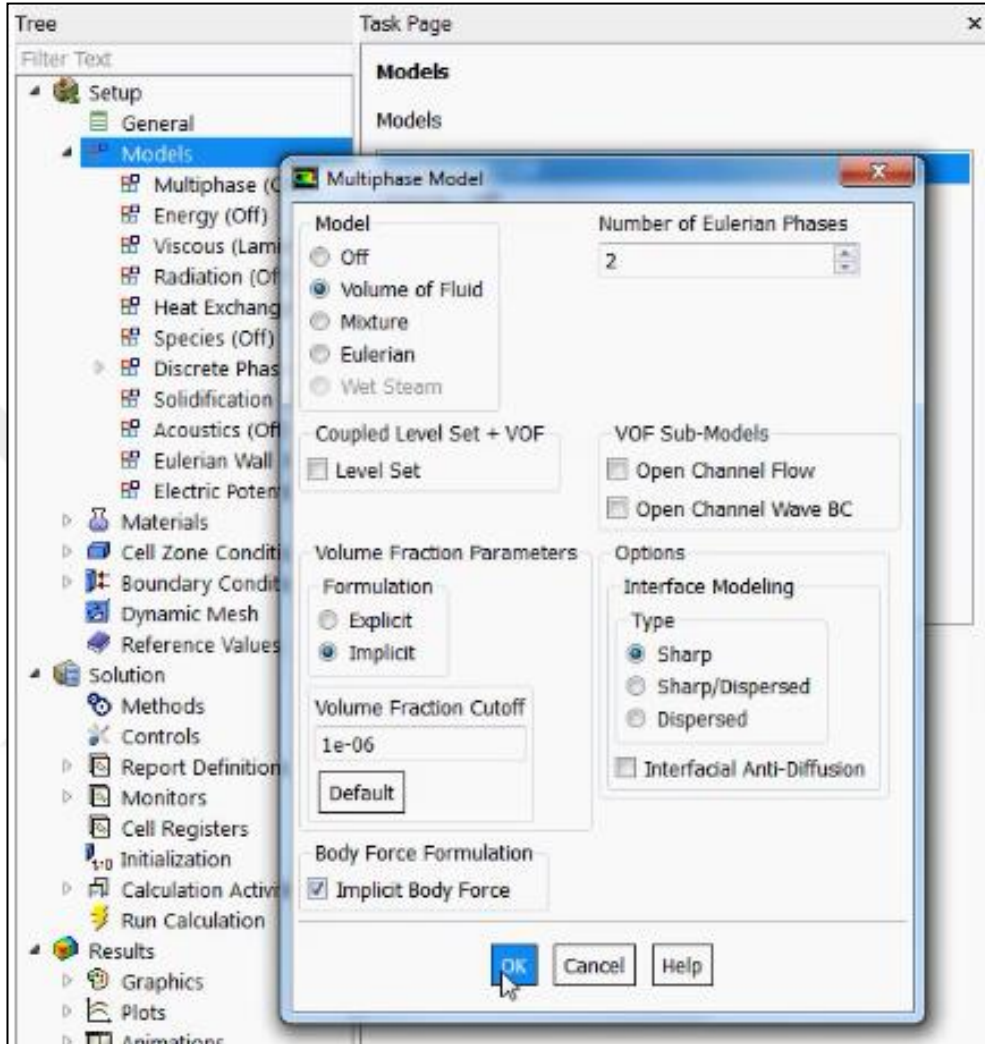 Tree
Task Page
Filter Text
Models
Setup
General
Models
Models
Multiphase (
Energy (Off)
Viscous (Lami
Radiation (Of
Heat Exchang
Species (Off)
Discrete Phas
Solidification
Acoustics (Off
Eulerian Wall
Electric Poten
Materials
Cell Zone Conditi
Boundary Condit
Dynamic Mesh
Reference Values
Solution
Methods
Controls
Report Definition
Monitors
Cell Registers
Initialization
Calculation Activi
Run Calculation
Results
Graphics
Plots
Animations
Multiphase Model
Model
Off
Volume of Fluid
Mixture
Eulerian
Wet Steam
Number of Eulerian Phases
2
Coupled Level Set + VOF
Level Set
VOF Sub-Models
Open Channel Flow
Open Channel Wave BC
Volume Fraction Parameters
Formulation
Explicit
Implicit
Volume Fraction Cutoff
1e-06
Default
Options
Interface Modeling
Type
Sharp
Sharp/Dispersed
Dispersed
Interfacial Anti-Diffusion
Body Force Formulation
Implicit Body Force
OK
Cancel
Help